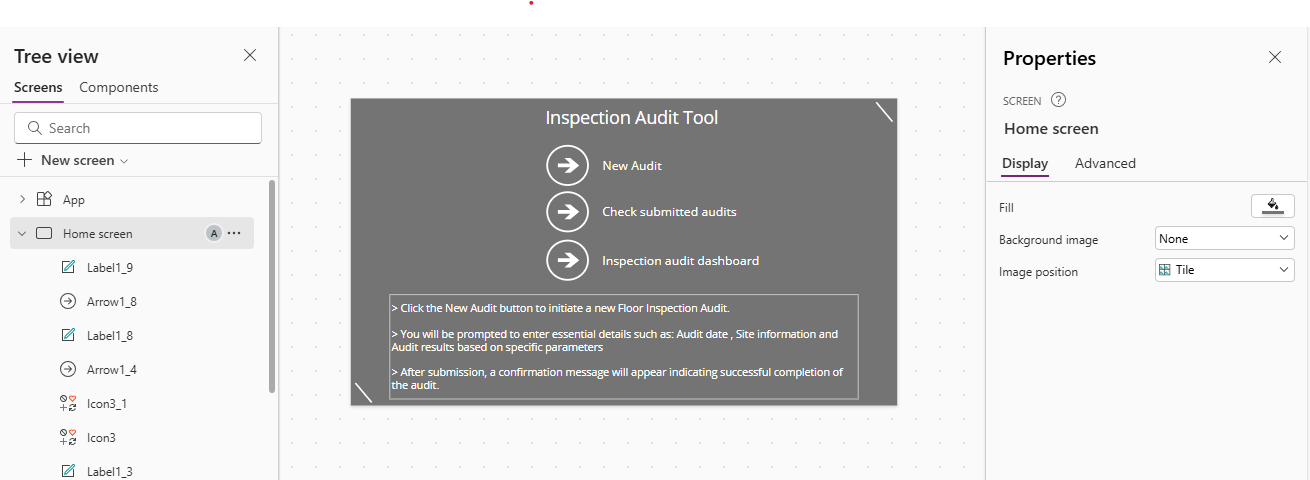 Tree view
Screens
Components
Search
New screen
App
Home screen
A
Label1_9
Arrow1_8
Label1_8
Arrow1_4
Icon3_1
Icon3
Label1_3
Inspection Audit Tool
New Audit
Check submitted audits
Inspection audit dashboard
> Click the New Audit button to initiate a new Floor Inspection Audit.
> You will be prompted to enter essential details such as: Audit date , Site information and
Audit results based on specific parameters
> After submission, a confirmation message will appear indicating successful completion of
the audit.
Properties
SCREEN ?
Home screen
Display
Advanced
Fill
Background image
None
Image position
Tile